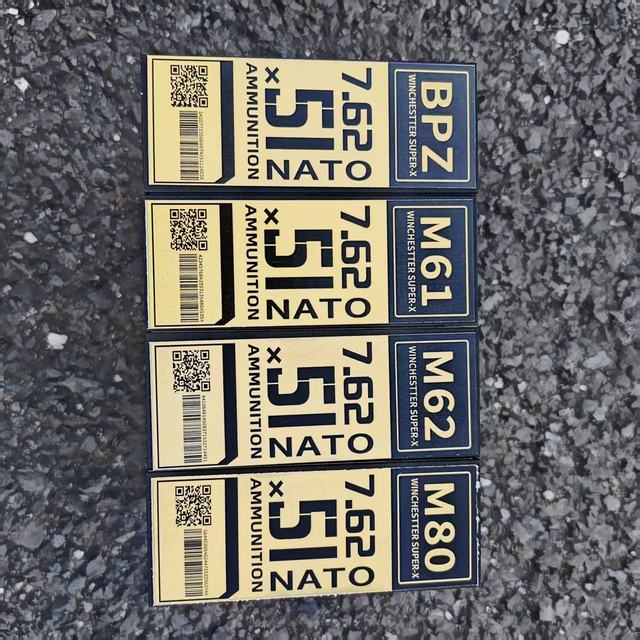 BPZ
WINCHESTTER SUPER-X
7.62
×.51
NATO
AMMUNITION
M61
WINCHESTTER SUPER-X
7.62
×.51
NATO
AMMUNITION
M62
WINCHESTTER SUPER-X
7.62
×.51
NATO
AMMUNITION
M80
WINCHESTTER SUPER-X
7.62
×.51
NATO
AMMUNITION